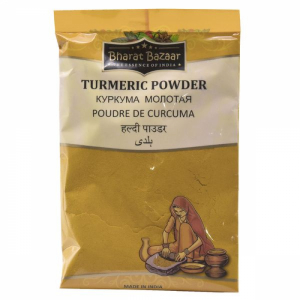 Bharat Bazaar
ESSENCE OF INDIA
TURMERIC POWDER
КУРКУМА МОЛОТАЯ
POUDRE DE CURCUMA
हल्दी पाउडर
ہلدی
MADE IN INDIA